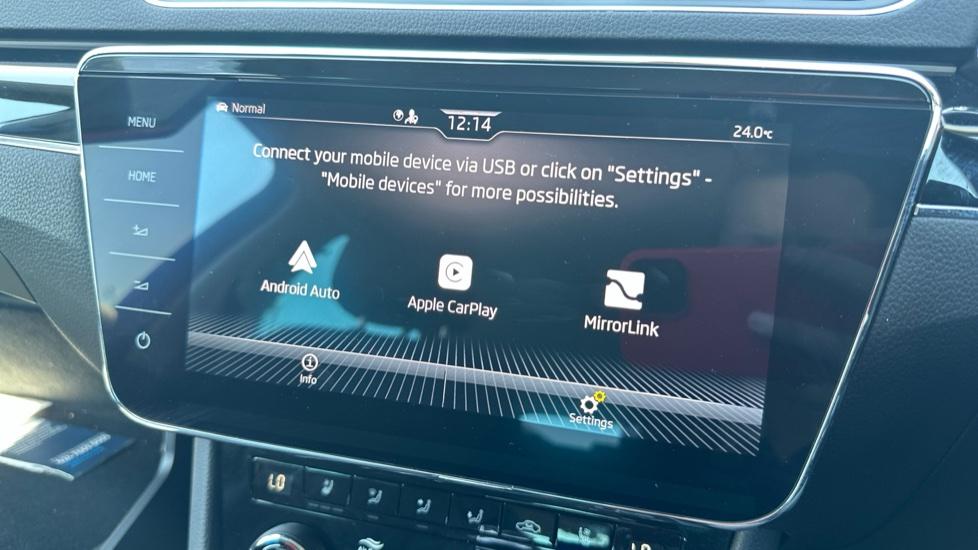 Normal
12:14
24.0°C
MENU
HOME
Connect your mobile device via USB or click on "Settings" -
"Mobile devices" for more possibilities.
Android Auto
Apple CarPlay
MirrorLink
Info
Settings
LO
LO